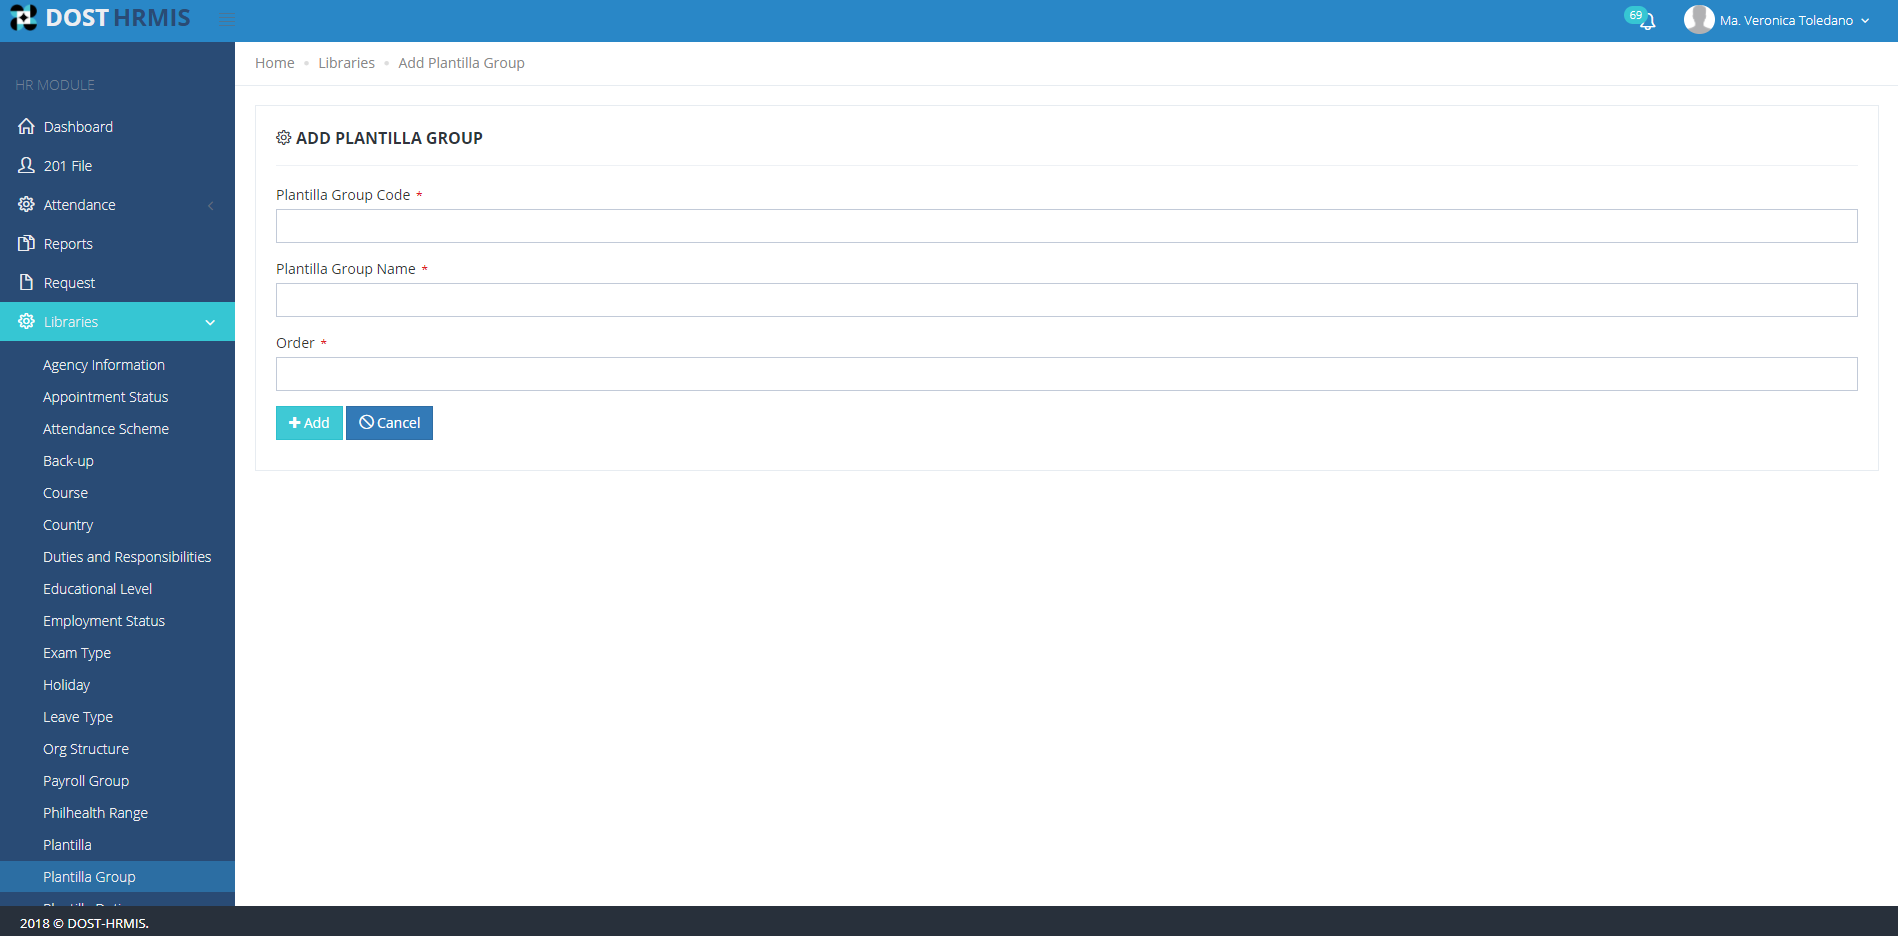 DOST HRMIS
69
Ma. Veronica Toledano
HR MODULE
Dashboard
201 File
Attendance
Reports
Request
Libraries
Agency Information
Appointment Status
Attendance Scheme
Back-up
Course
Country
Duties and Responsibilities
Educational Level
Employment Status
Exam Type
Holiday
Leave Type
Org Structure
Payroll Group
Philhealth Range
Plantilla
Plantilla Group
Home • Libraries • Add Plantilla Group
ADD PLANTILLA GROUP
Plantilla Group Code *
Plantilla Group Name *
Order *
Add
Cancel
2018 © DOST-HRMIS.